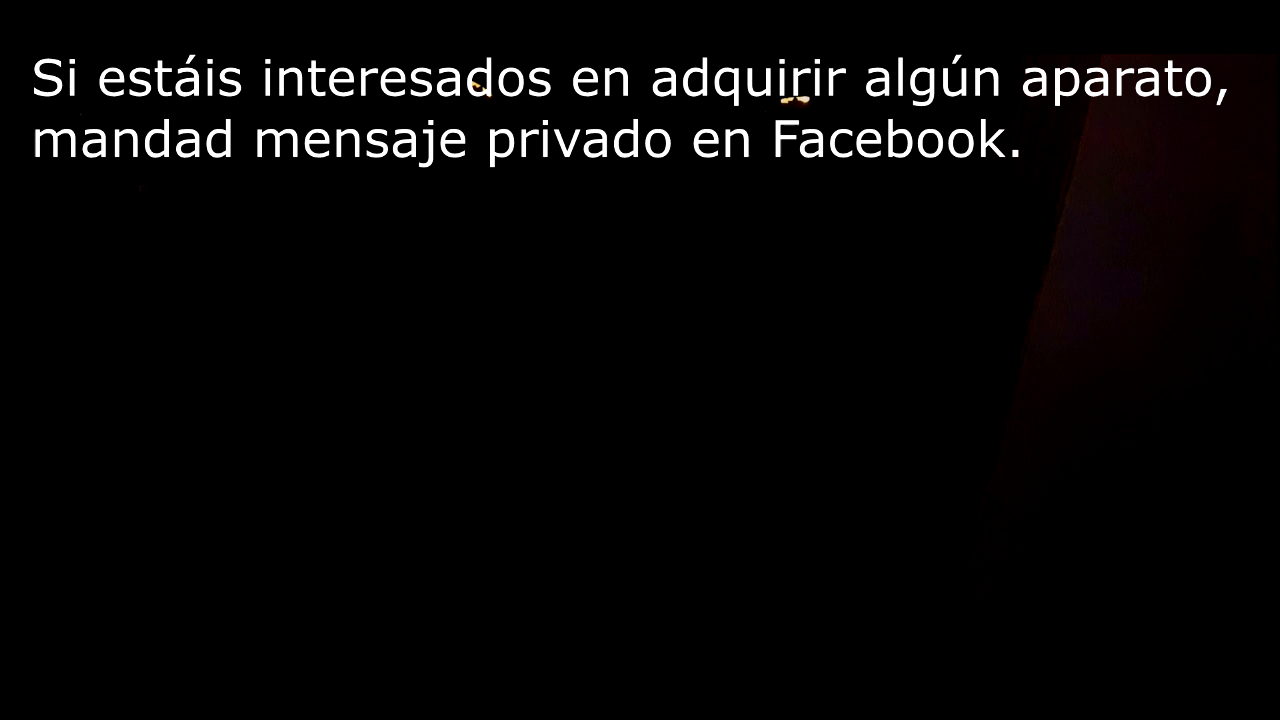 Si estáis interesados en adquirir algún aparato,
mandad mensaje privado en Facebook.